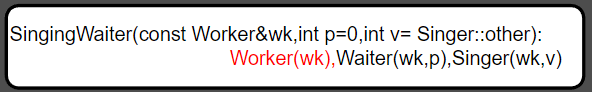 SingingWaiter(const Worker&wk,int p=0,int v= Singer::other):
Worker(wk),Waiter(wk,p),Singer(wk,v)